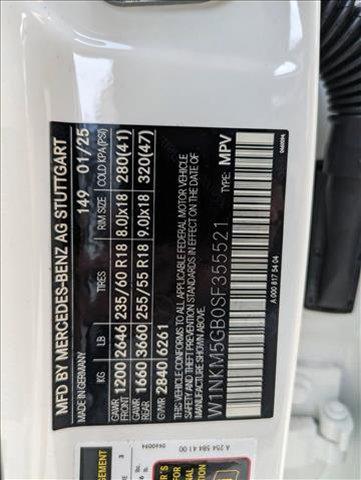 MFD BY MERCEDES-BENZ AG STUTTGART
149 01/25
KG LB TIRES RIM SIZE COLD KPA(PSI)
GAWR FRONT 1200 2646 235/60 R18 8.0Jx18 280(41)
GAWR REAR 1660 3660 255/55 R18 9.0Jx18 320(47)
GVWR 2840 6261
THIS VEHICLE CONFORMS TO ALL APPLICABLE FEDERAL MOTOR VEHICLE
SAFETY AND THEFT PREVENTION STANDARDS IN EFFECT ON THE DATE OF
MANUFACTURE SHOWN ABOVE
W1NKM5GB0SF355521 TYPE: MPV
A 000 817 54 04
0460094
A 254 584 41 00
0460094